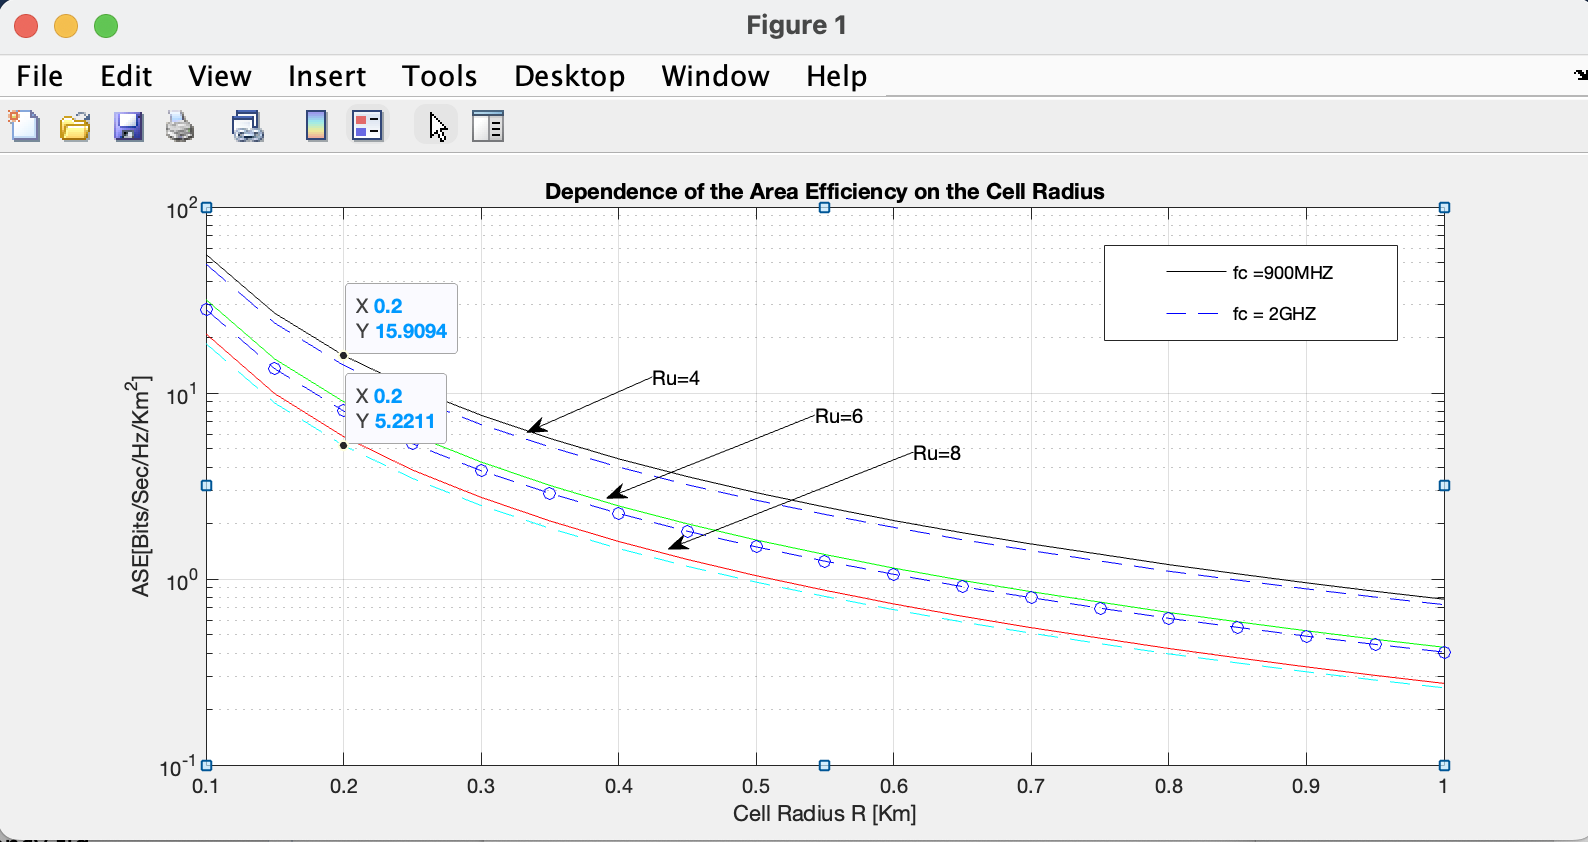 Figure 1
File Edit View Insert Tools Desktop Window Help
Dependence of the Area Efficiency on the Cell Radius
10^2
10^1
10^0
10^-1
ASE[Bits/Sec/Hz/Km^2]
X 0.2
Y 15.9094
X 0.2
Y 5.2211
Ru=4
Ru=6
Ru=8
fc =900MHZ
fc = 2GHZ
0.1 0.2 0.3 0.4 0.5 0.6 0.7 0.8 0.9 1
Cell Radius R [Km]